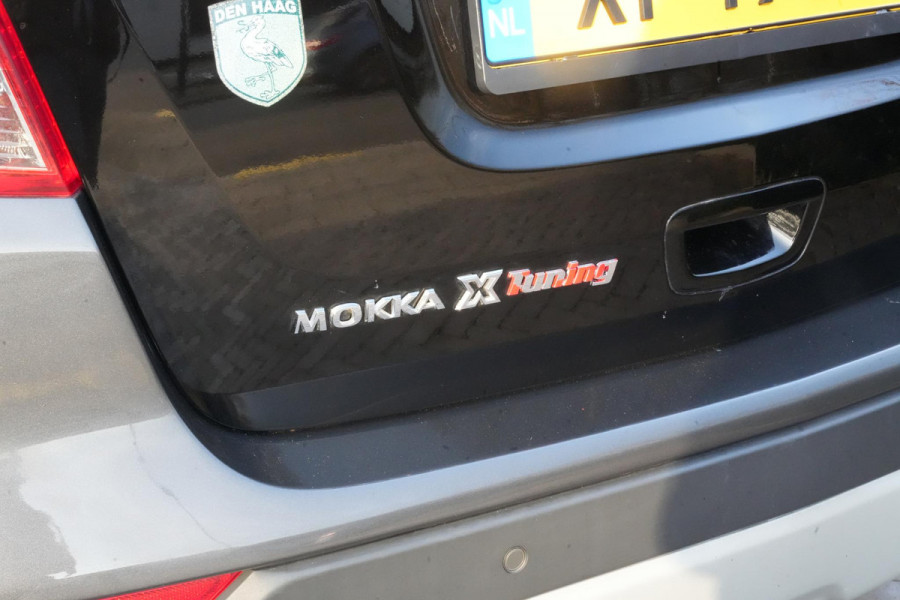 DEN HAAG
NL
MOKKA X Tuning